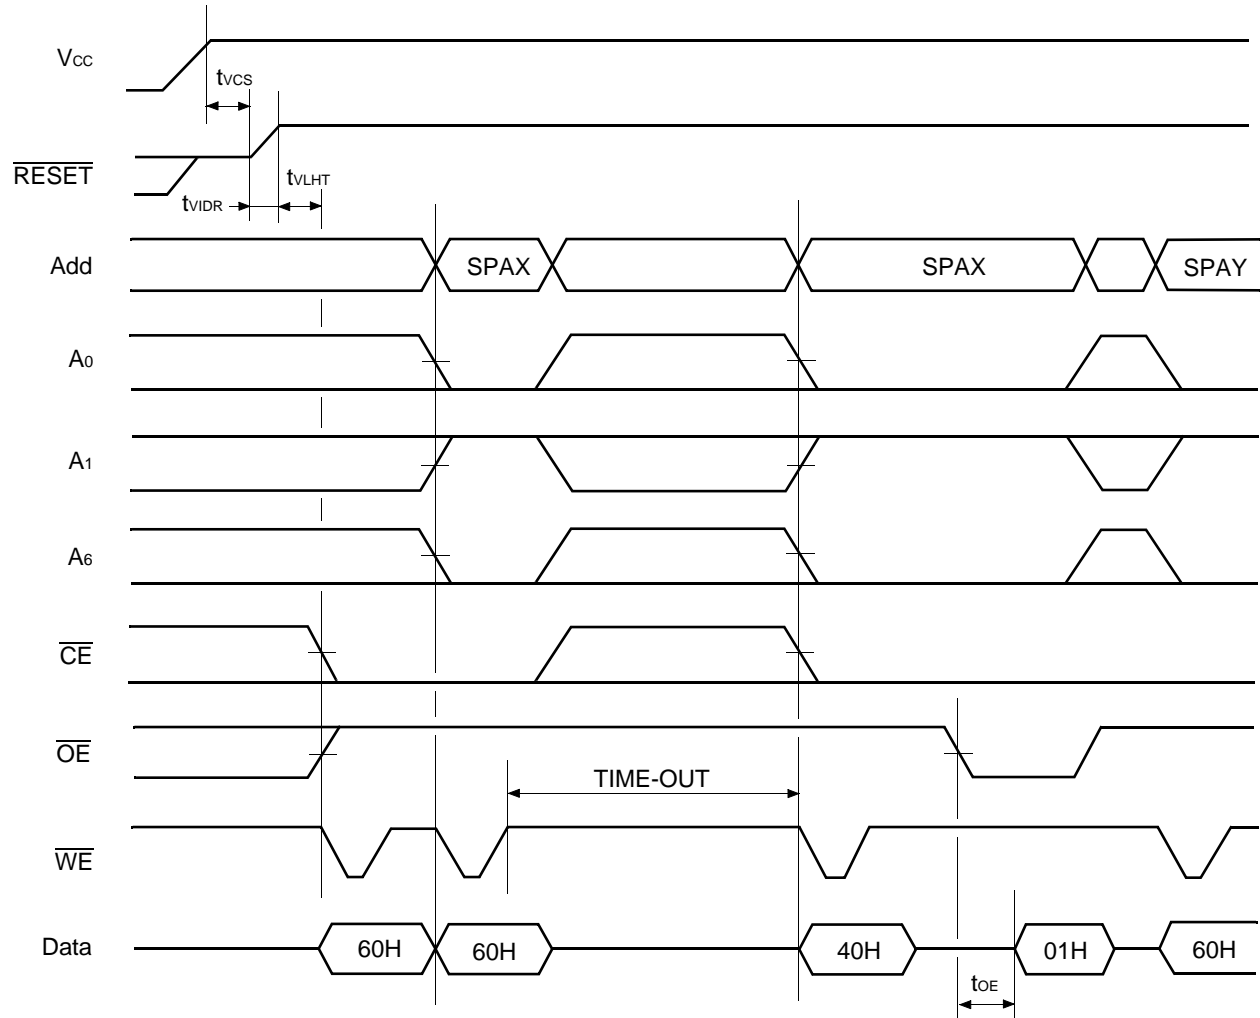 VCC
tVCS
RESET
tVLHT
tVIDR
Add
SPAX
SPAX
SPAY
A0
A1
A6
CE
OE
TIME-OUT
WE
Data
60H
60H
40H
01H
60H
tOE